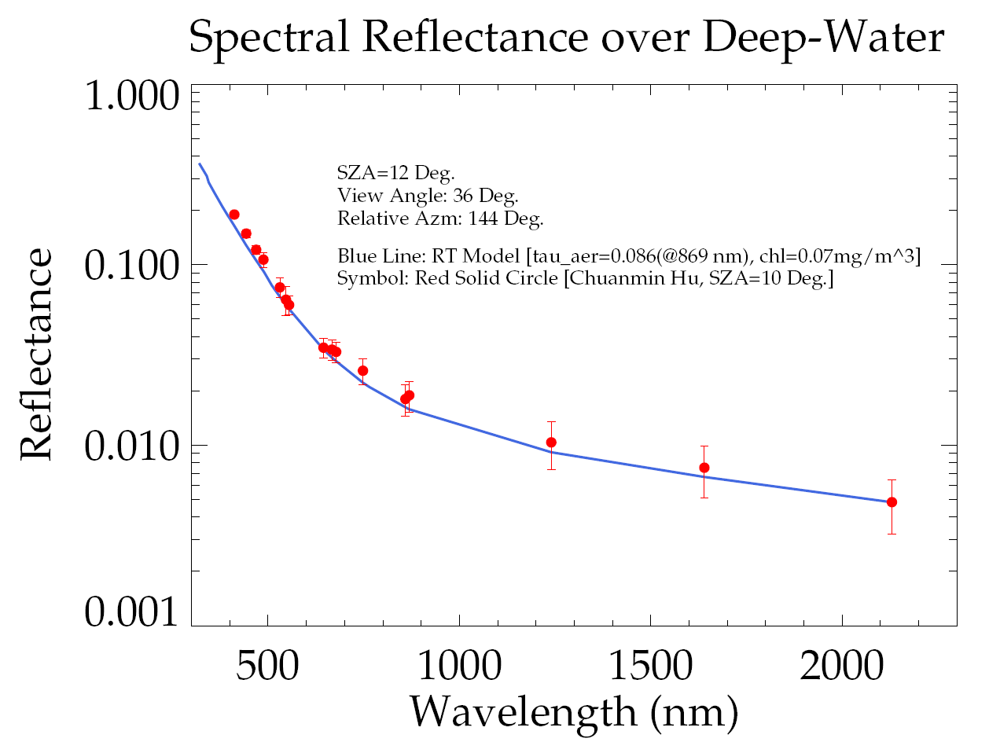 Spectral Reflectance over Deep-Water
1.000
SZA=12 Deg.
View Angle: 36 Deg.
Relative Azm: 144 Deg.
Blue Line: RT Model [tau_aer=0.086(@869 nm), chl=0.07mg/m^3]
Symbol: Red Solid Circle [Chuanmin Hu, SZA=10 Deg.]
0.100
Reflectance
0.010
0.001
500 1000 1500 2000
Wavelength (nm)